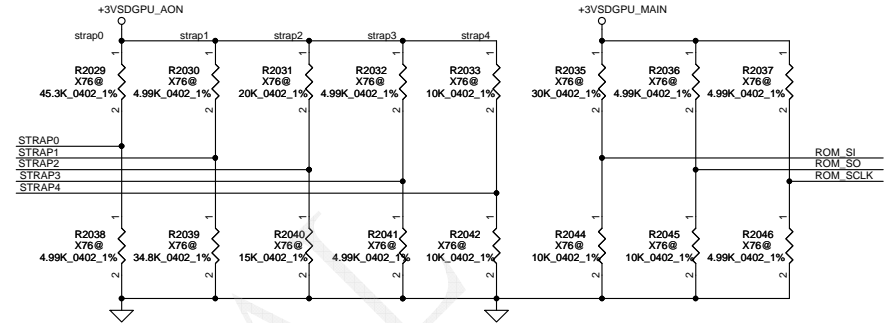 +3VSDGPU_AON
+3VSDGPU_MAIN
strap0 strap1 strap2 strap3 strap4
1 1 1 1 1 1 1 1
R2029 R2030 R2031 R2032 R2033 R2035 R2036 R2037
X76@ X76@ X76@ X76@ X76@ X76@ X76@ X76@
45.3K_0402_1% 4.99K_0402_1% 20K_0402_1% 4.99K_0402_1% 10K_0402_1% 30K_0402_1% 4.99K_0402_1% 4.99K_0402_1%
2 2 2 2 2 2 2 2
STRAP0
STRAP1 ROM_SI
STRAP2 ROM_SO
STRAP3 ROM_SCLK
STRAP4
1 1 1 1 1 1 1 1
R2038 R2039 R2040 R2041 R2042 R2044 R2045 R2046
X76@ X76@ X76@ X76@ X76@ X76@ X76@ X76@
4.99K_0402_1% 34.8K_0402_1% 15K_0402_1% 4.99K_0402_1% 10K_0402_1% 10K_0402_1% 10K_0402_1% 4.99K_0402_1%
2 2 2 2 2 2 2 2